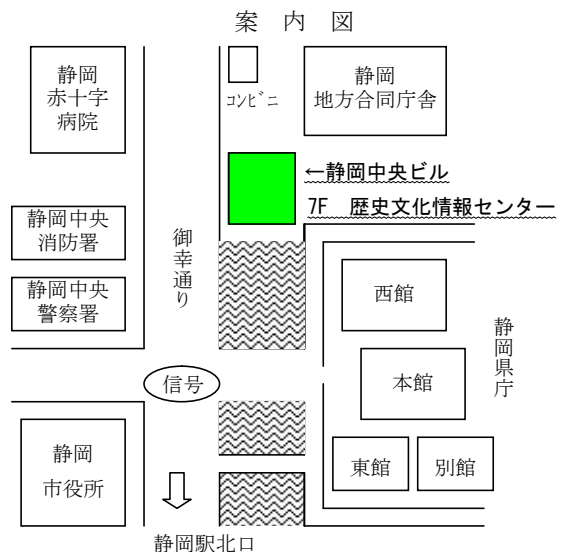 案内図
静岡
赤十字
病院
コンビニ
静岡
地方合同庁舎
←静岡中央ビル
7F 歴史文化情報センター
静岡中央
消防署
静岡中央
警察署
御幸通り
西館
静岡県庁
本館
信号
東館
別館
静岡
市役所
静岡駅北口